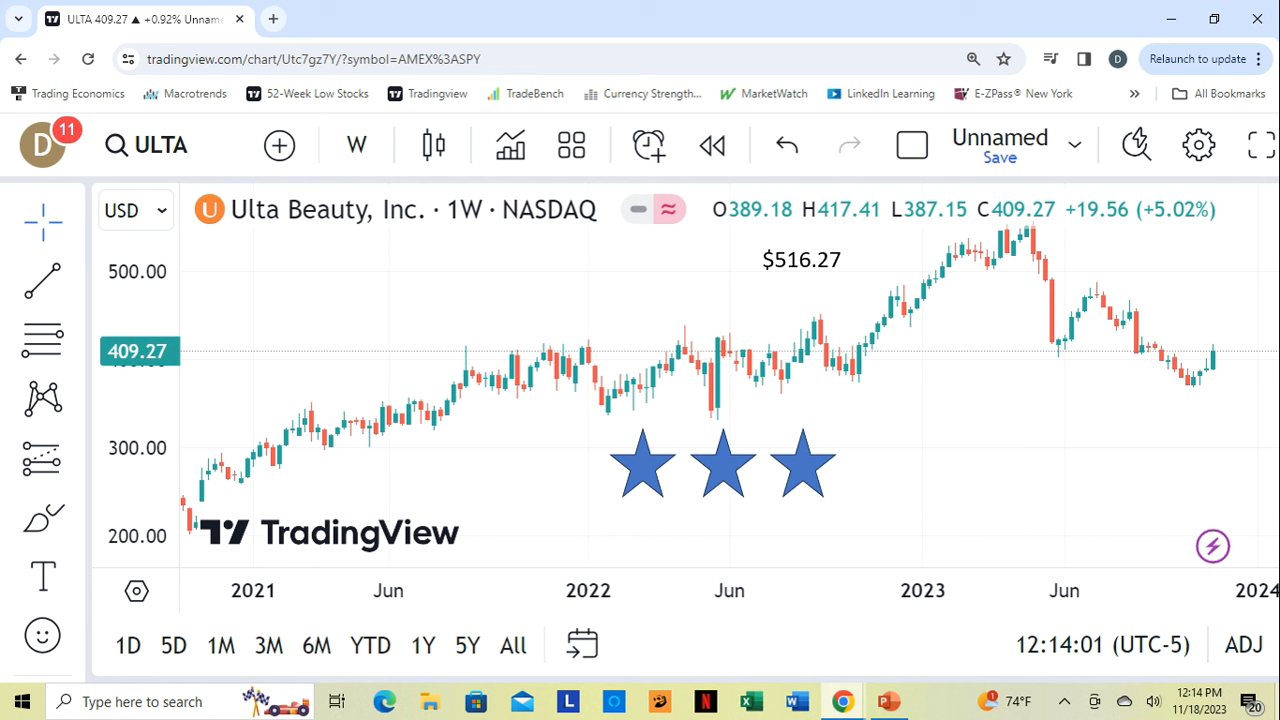 ULTA 409.27 ▲ +0.92% Unname
tradingview.com/chart/Utc7gz7Y/?symbol=AMEX%3ASPY
D
Relaunch to update
Trading Economics
Macrotrends
52-Week Low Stocks
Tradingview
TradeBench
Currency Strength...
MarketWatch
LinkedIn Learning
E-ZPass® New York
»
All Bookmarks
D
11
ULTA
W
Unnamed
Save
USD
U
Ulta Beauty, Inc. · 1W · NASDAQ
O389.18 H417.41 L387.15 C409.27 +19.56 (+5.02%)
$516.27
500.00
409.27
300.00
200.00
TradingView
2021 Jun 2022 Jun 2023 Jun 2024
1D 5D 1M 3M 6M YTD 1Y 5Y All
12:14:01 (UTC-5)
ADJ
Type here to search
L
N
1
74°F
12:14 PM
11/18/2023
20